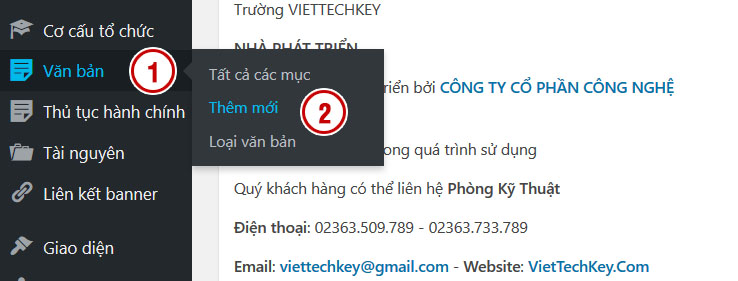 Cơ cấu tổ chức
Văn bản
1
Thủ tục hành chính
Tài nguyên
Liên kết banner
Giao diện
Tất cả các mục
Thêm mới
2
Loại văn bản
Trường VIETTECHKEY
NHÀ PHÁT TRIỂN
riển bởi CÔNG TY CỔ PHẦN CÔNG NGHỆ
ong quá trình sử dụng
Quý khách hàng có thể liên hệ Phòng Kỹ Thuật
Điện thoại: 02363.509.789 - 02363.733.789
Email: viettechkey@gmail.com - Website: VietTechKey.Com